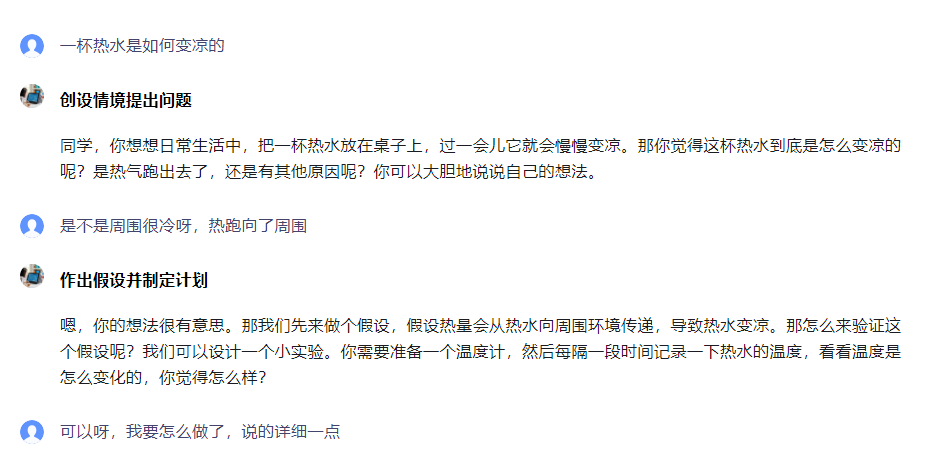 一杯热水是如何变凉的
创设情境提出问题
同学，你想想日常生活中，把一杯热水放在桌子上，过一会儿它就会慢慢变凉。那你觉得这杯热水到底是怎么变凉的
呢？是热气跑出去了，还是有其他原因呢？你可以大胆地说说自己的想法。
是不是周围很冷呀，热跑向了周围
作出假设并制定计划
嗯，你的想法很有意思。那我们先来做个假设，假设热量会从热水向周围环境传递，导致热水变凉。那怎么来验证这
个假设呢？我们可以设计一个小实验。你需要准备一个温度计，然后每隔一段时间记录一下热水的温度，看看温度是
怎么变化的，你觉得怎么样？
可以呀，我要怎么做了，说的详细一点